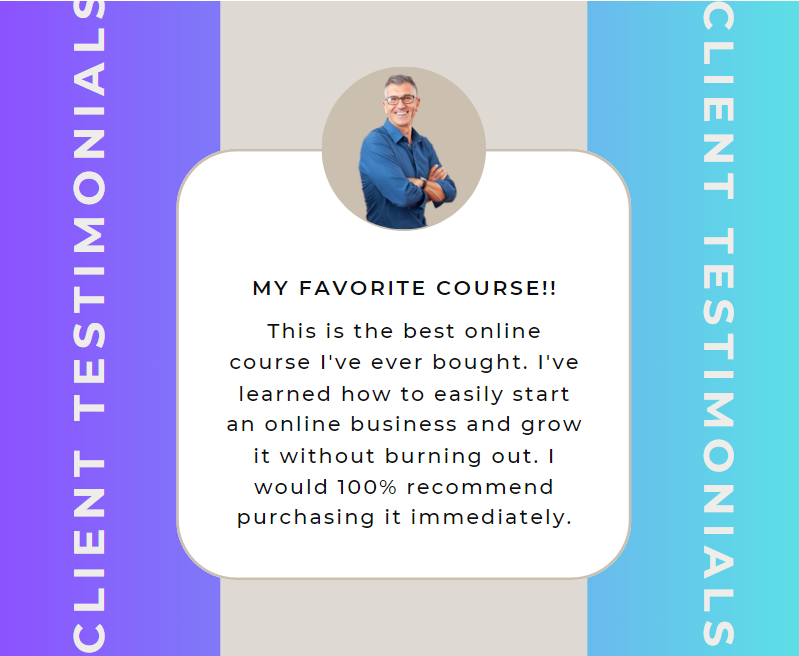 CLIENT TESTIMONIALS
MY FAVORITE COURSE!!
This is the best online
course I've ever bought. I've
learned how to easily start
an online business and grow
it without burning out. I
would 100% recommend
purchasing it immediately.
CLIENT TESTIMONIALS